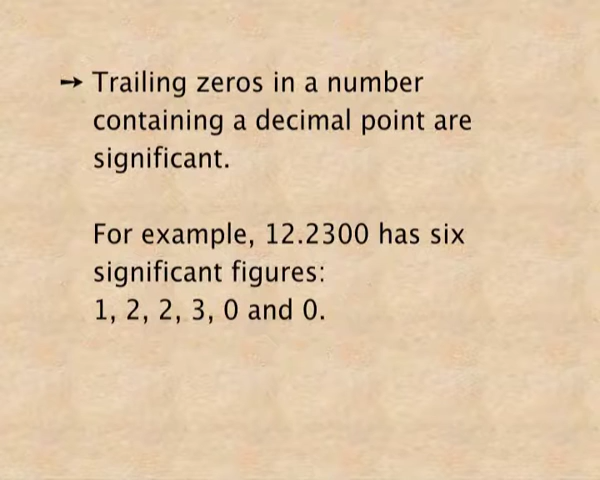 ➙ Trailing zeros in a number
containing a decimal point are
significant.
For example, 12.2300 has six
significant figures:
1, 2, 2, 3, 0 and 0.